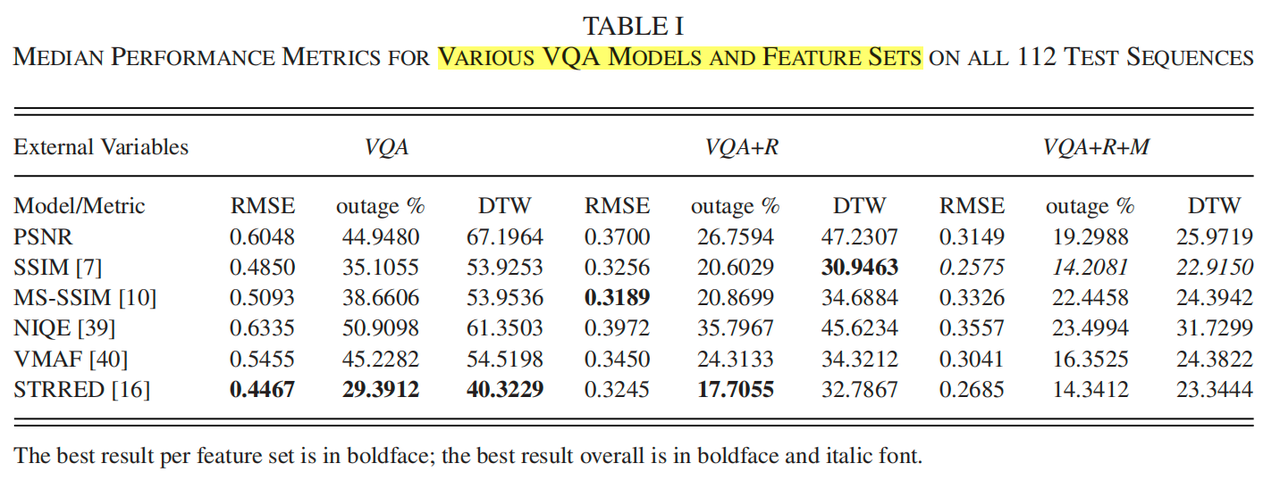 TABLE I
MEDIAN PERFORMANCE METRICS FOR VARIOUS VQA MODELS AND FEATURE SETS ON ALL 112 TEST SEQUENCES
External Variables VQA VQA+R VQA+R+M
Model/Metric RMSE outage % DTW RMSE outage % DTW RMSE outage % DTW
PSNR 0.6048 44.9480 67.1964 0.3700 26.7594 47.2307 0.3149 19.2988 25.9719
SSIM [7] 0.4850 35.1055 53.9253 0.3256 20.6029 30.9463 0.2575 14.2081 22.9150
MS-SSIM [10] 0.5093 38.6606 53.9536 0.3189 20.8699 34.6884 0.3326 22.4458 24.3942
NIQE [39] 0.6335 50.9098 61.3503 0.3972 35.7967 45.6234 0.3557 23.4994 31.7299
VMAF [40] 0.5455 45.2282 54.5198 0.3450 24.3133 34.3212 0.3041 16.3525 24.3822
STRRED [16] 0.4467 29.3912 40.3229 0.3245 17.7055 32.7867 0.2685 14.3412 23.3444
The best result per feature set is in boldface; the best result overall is in boldface and italic font.